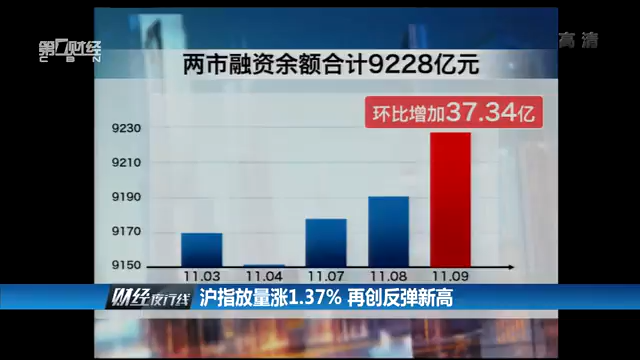 第一财经
CBN
高清
两市融资余额合计9228亿元
环比增加37.34亿
9230
9210
9190
9170
9150
11.03 11.04 11.07 11.08 11.09
财经夜行线
沪指放量涨1.37% 再创反弹新高